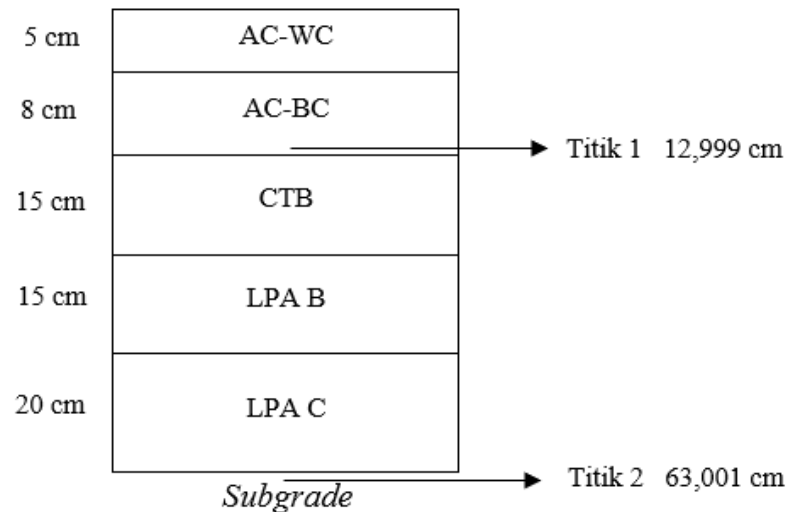 5 cm AC-WC
8 cm AC-BC
Titik 1 12,999 cm
15 cm CTB
15 cm LPA B
20 cm LPA C
Titik 2 63,001 cm
Subgrade